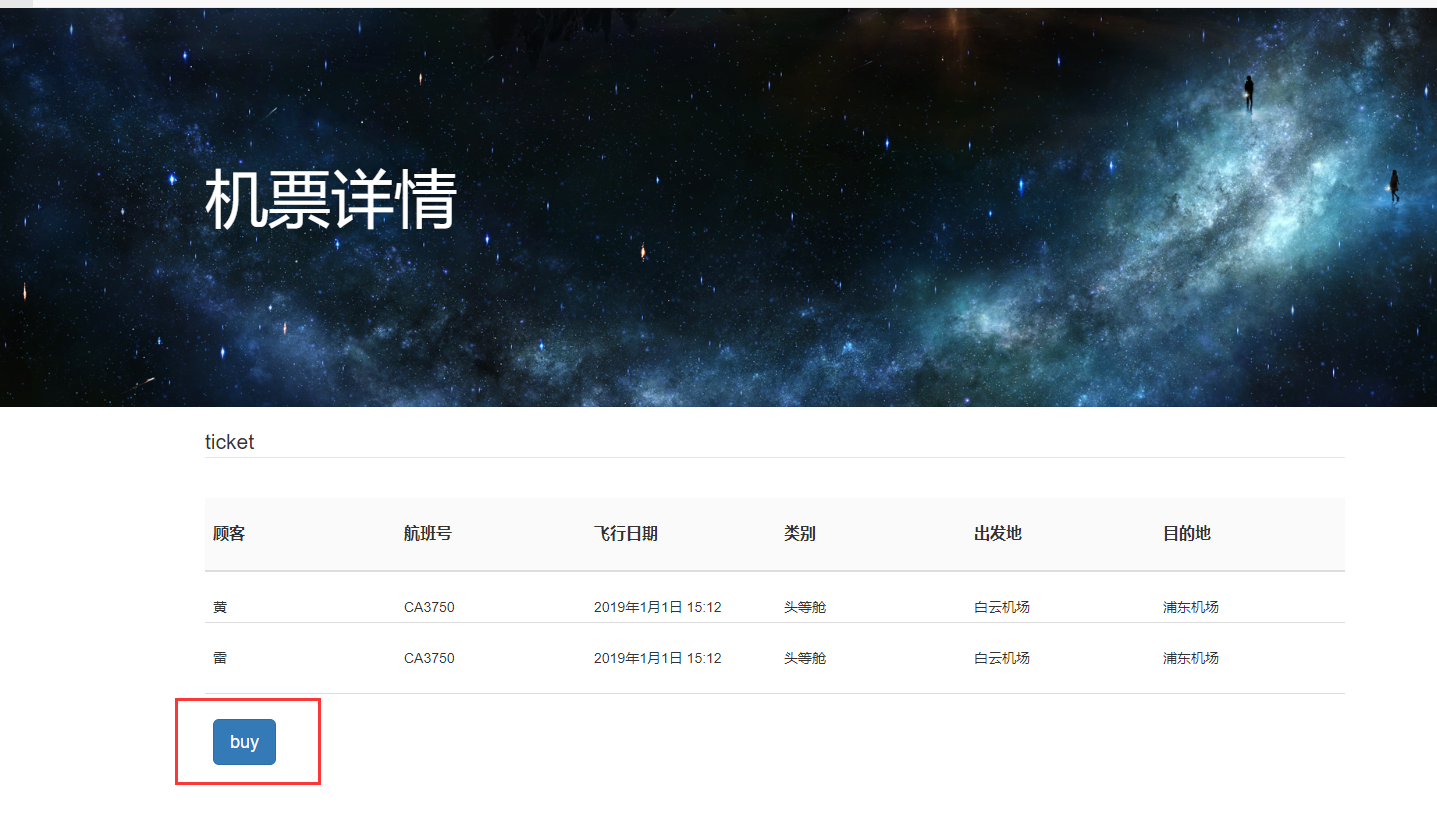 机票详情
ticket
顾客 航班号 飞行日期 类别 出发地 目的地
黄 CA3750 2019年1月1日 15:12 头等舱 白云机场 浦东机场
雷 CA3750 2019年1月1日 15:12 头等舱 白云机场 浦东机场
buy